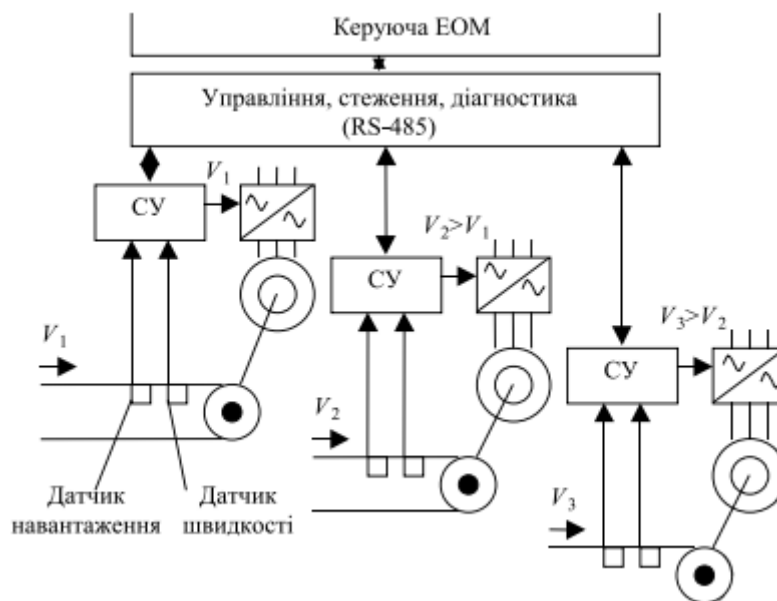 Керуюча ЕОМ
Управління, стеження, діагностика
(RS-485)
V₁
СУ
V₂>V₁
СУ
V₃>V₂
СУ
V₁
V₂
V₃
Датчик
навантаження
Датчик
швидкості